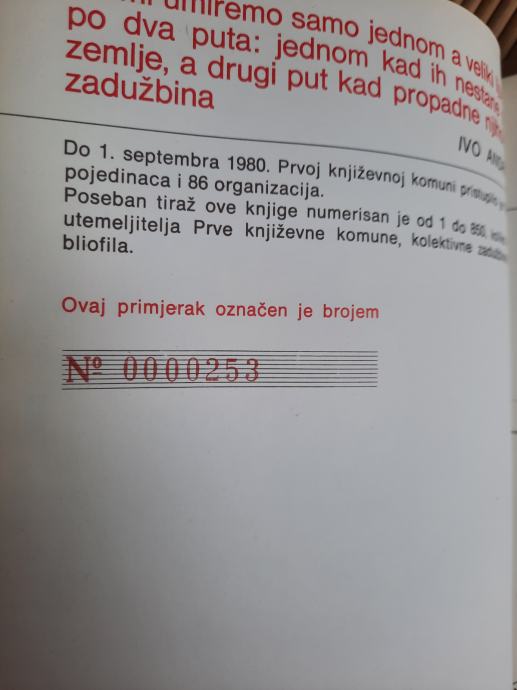 umiremo samo jednom a veliki
po dva puta: jednom kad ih nestane
zemlje, a drugi put kad propadne
zadužbina
IVO
Do 1. septembra 1980. Prvoj književnoj komuni pristupilo
pojedinaca i 86 organizacija.
Poseban tiraž ove knjige numerisan je od 1 do 850,
utemeljitelja Prve književne komune, kolektivne
bliofila.
Ovaj primjerak označen je brojem
Nº 0000253